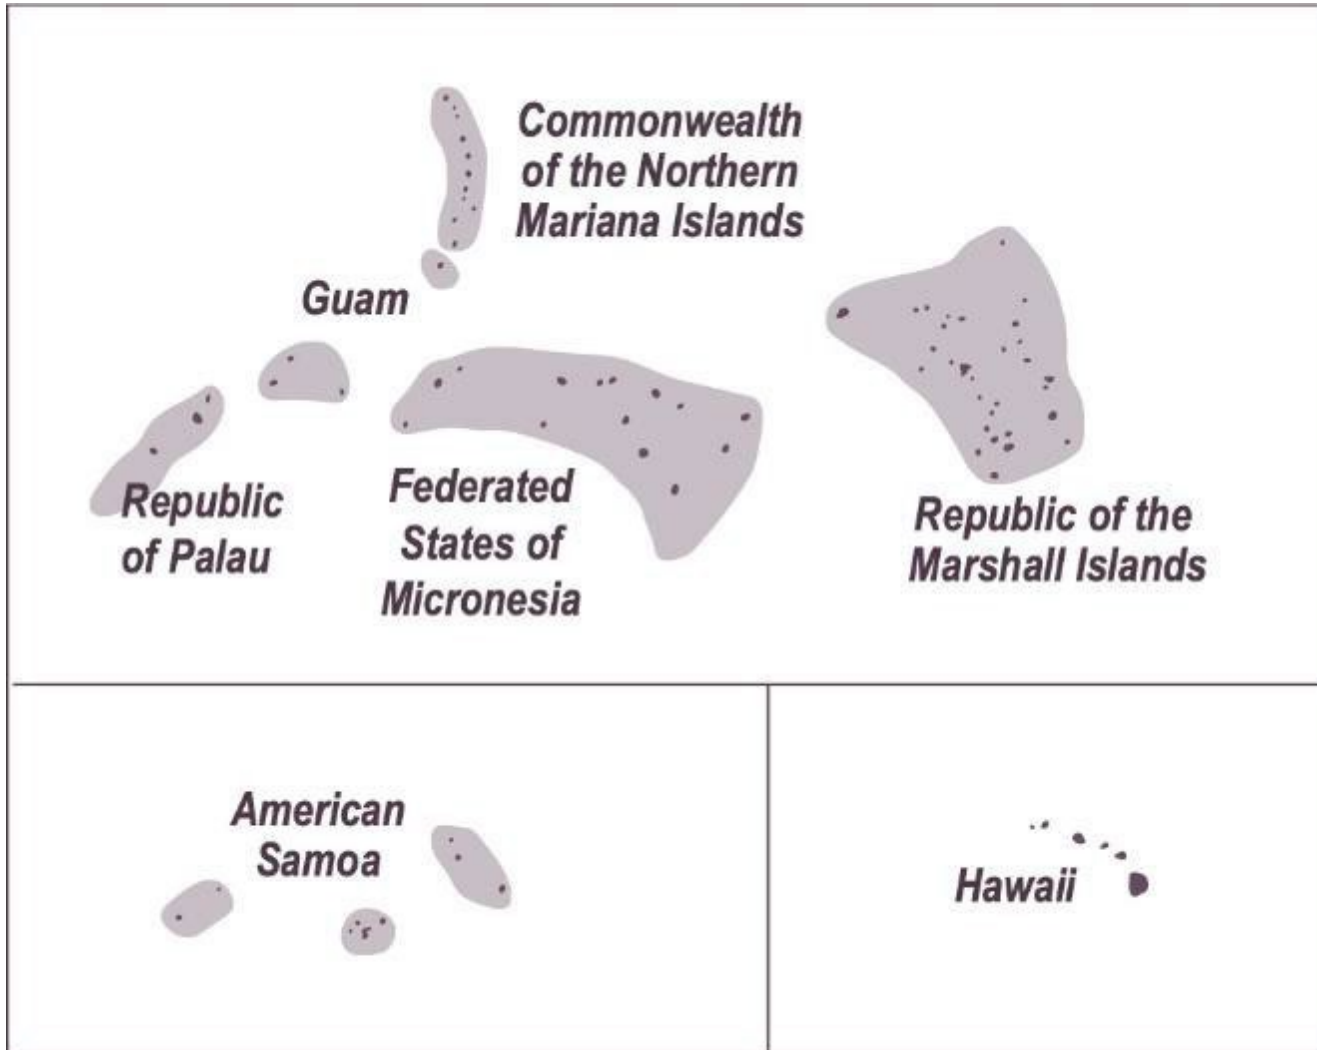 Commonwealth
of the Northern
Mariana Islands
Guam
Republic
of Palau
Federated
States of
Micronesia
Republic of the
Marshall Islands
American
Samoa
Hawaii